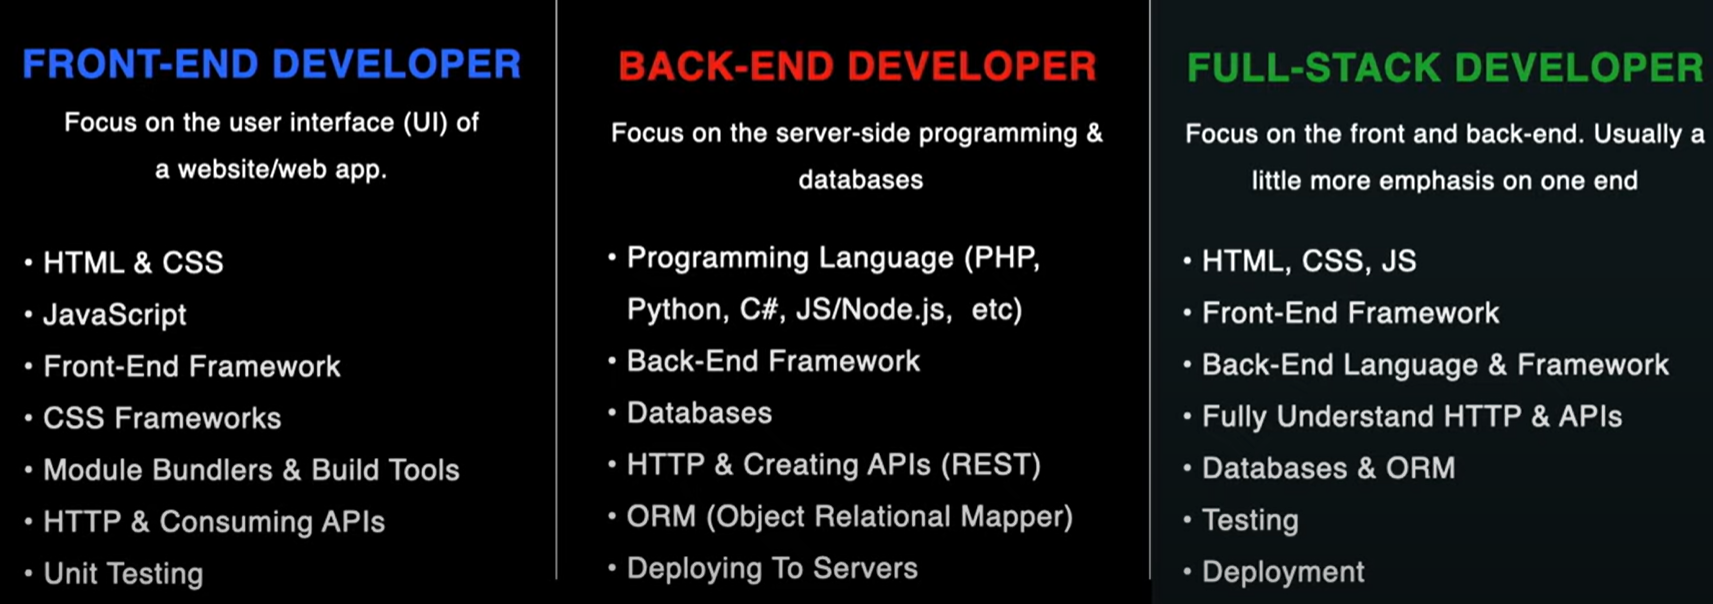 FRONT-END DEVELOPER
Focus on the user interface (UI) of
a website/web app.
• HTML & CSS
• JavaScript
• Front-End Framework
• CSS Frameworks
• Module Bundlers & Build Tools
• HTTP & Consuming APIs
• Unit Testing
BACK-END DEVELOPER
Focus on the server-side programming &
databases
• Programming Language (PHP,
Python, C#, JS/Node.js, etc)
• Back-End Framework
• Databases
• HTTP & Creating APIs (REST)
• ORM (Object Relational Mapper)
• Deploying To Servers
FULL-STACK DEVELOPER
Focus on the front and back-end. Usually a
little more emphasis on one end
• HTML, CSS, JS
• Front-End Framework
• Back-End Language & Framework
• Fully Understand HTTP & APIs
• Databases & ORM
• Testing
• Deployment